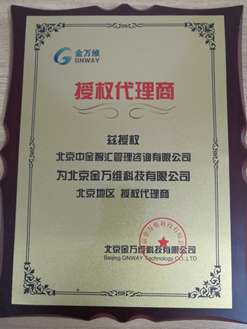 金万维
GNWAY
授权代理商
兹授权
北京中金智汇管理咨询有限公司
为北京金万维科技有限公司
北京地区 授权代理商
北京金万维科技有限公司
Beijing GNWAY Technology CO.,LTD